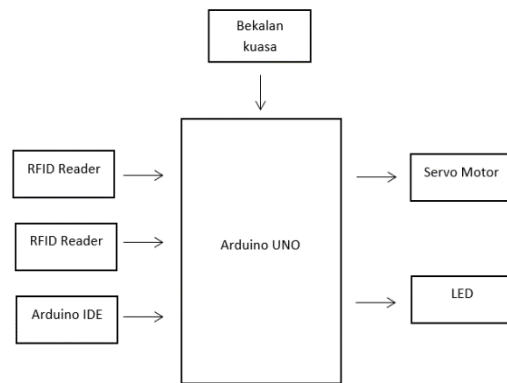 Bekalan
kuasa
RFID Reader
RFID Reader
Arduino IDE
Arduino UNO
Servo Motor
LED